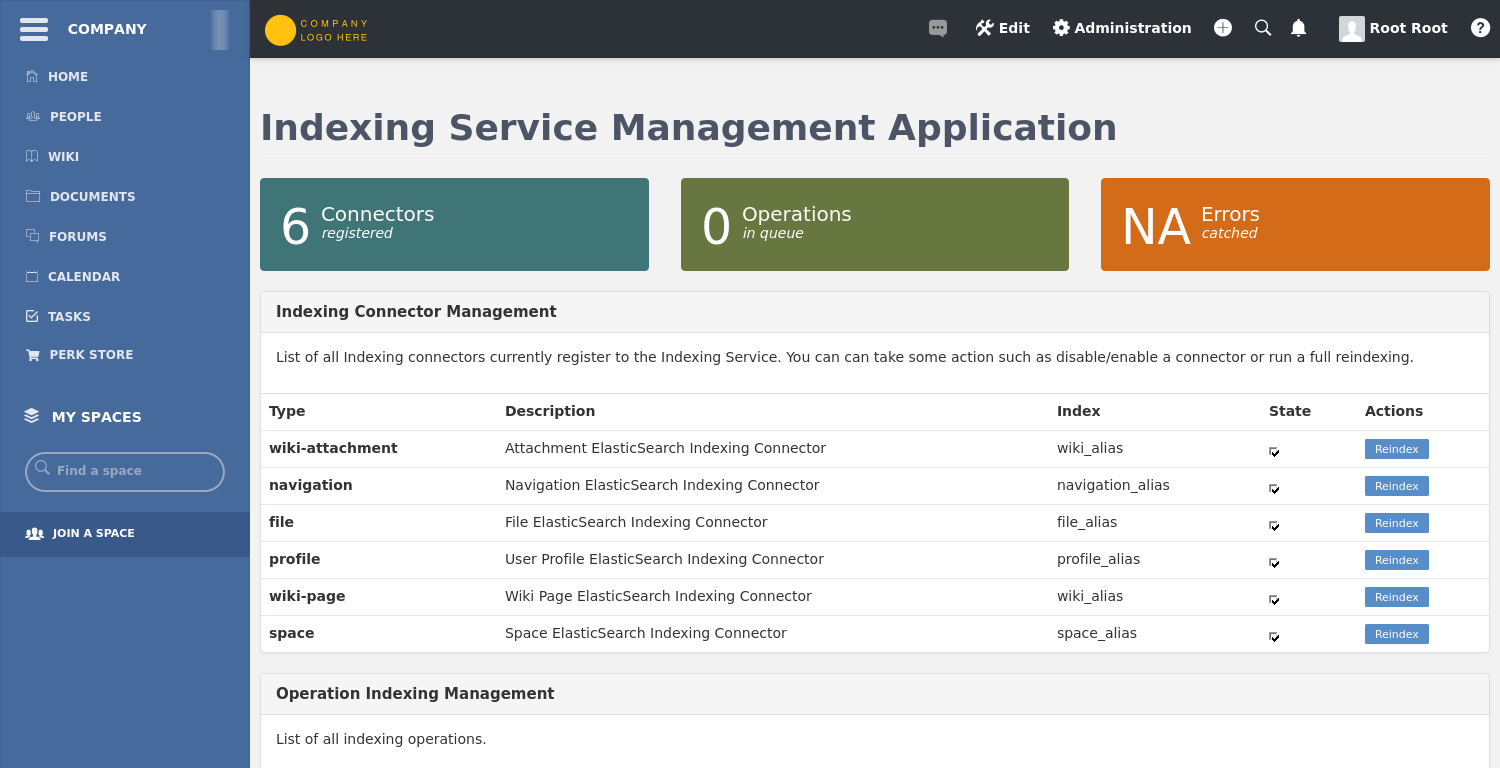 COMPANY
HOME
PEOPLE
WIKI
DOCUMENTS
FORUMS
CALENDAR
TASKS
PERK STORE
MY SPACES
Find a space
JOIN A SPACE
COMPANY
LOGO HERE
Edit
Administration
Root Root
Indexing Service Management Application
6 Connectors
registered
0 Operations
in queue
NA Errors
catched
Indexing Connector Management
List of all Indexing connectors currently register to the Indexing Service. You can can take some action such as disable/enable a connector or run a full reindexing.
Type Description Index State Actions
wiki-attachment Attachment ElasticSearch Indexing Connector wiki_alias Reindex
navigation Navigation ElasticSearch Indexing Connector navigation_alias Reindex
file File ElasticSearch Indexing Connector file_alias Reindex
profile User Profile ElasticSearch Indexing Connector profile_alias Reindex
wiki-page Wiki Page ElasticSearch Indexing Connector wiki_alias Reindex
space Space ElasticSearch Indexing Connector space_alias Reindex
Operation Indexing Management
List of all indexing operations.